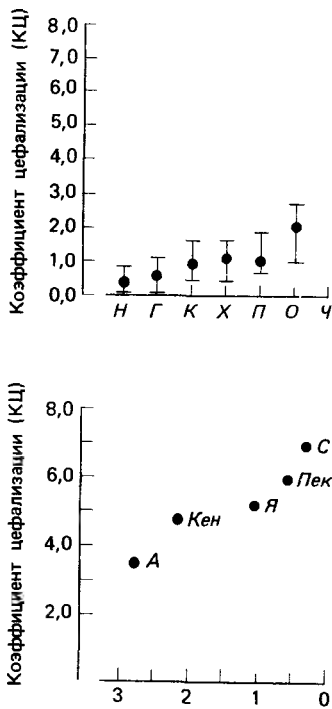 Коэффициент цефализации (КЦ)
8,0
7,0
6,0
5,0
4,0
3,0
2,0
1,0
0,0
Н Г К Х П О Ч
Коэффициент цефализации (КЦ)
8,0
6,0
4,0
2,0
С
Пек
Я
Кен
А
3 2 1 0